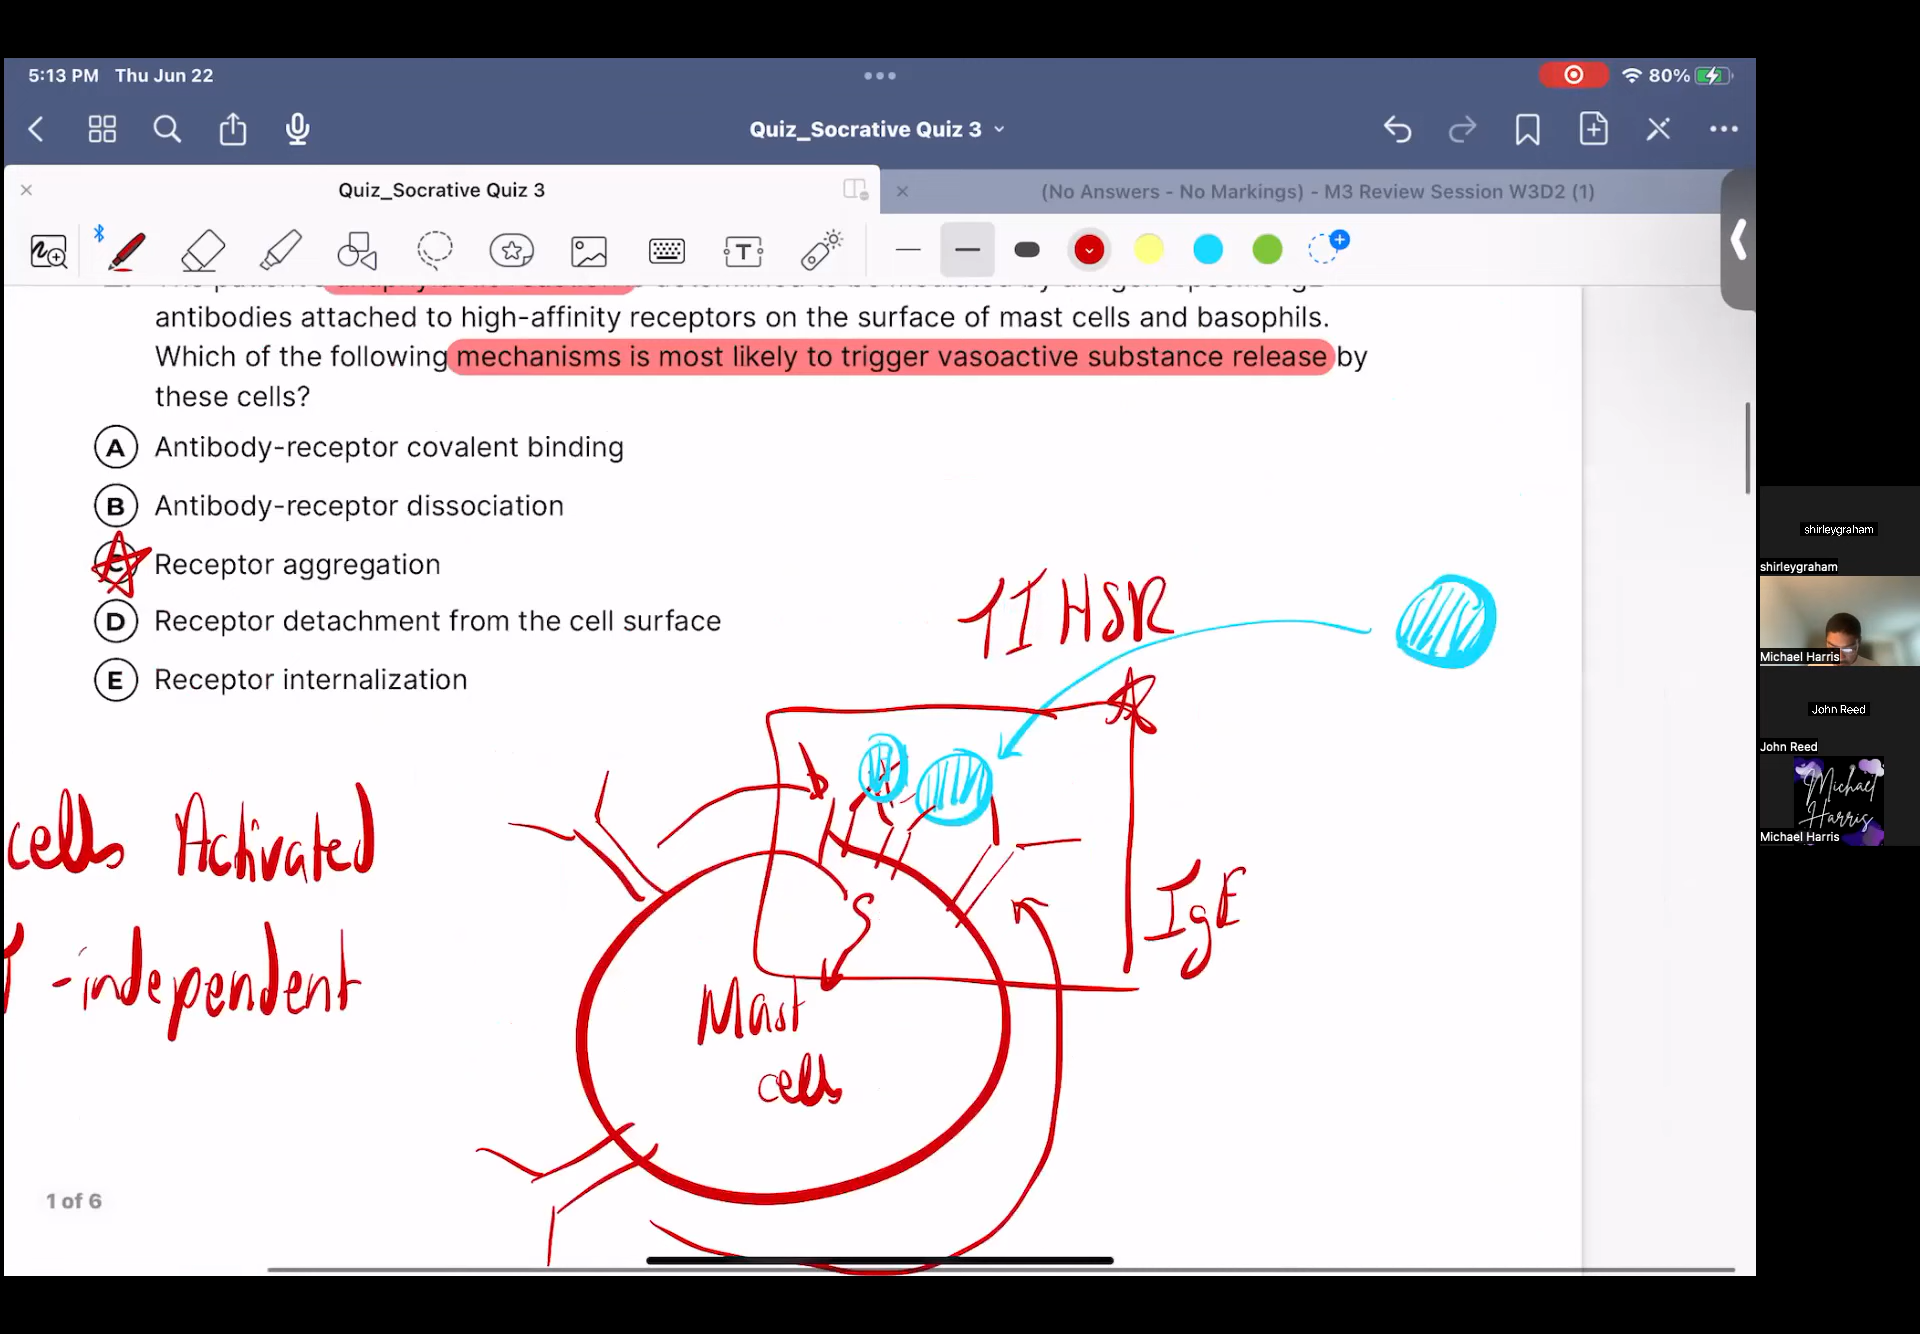 5:13 PM Thu Jun 22
80%
Quiz_Socrative Quiz 3
Quiz_Socrative Quiz 3
(No Answers - No Markings) - M3 Review Session W3D2 (1)
antibodies attached to high-affinity receptors on the surface of mast cells and basophils.
Which of the following mechanisms is most likely to trigger vasoactive substance release by
these cells?
A Antibody-receptor covalent binding
B Antibody-receptor dissociation
C Receptor aggregation
D Receptor detachment from the cell surface
E Receptor internalization
HSR
cells Activated
-independent
IgE
Mast
cells
1 of 6
shirleygraham
shirleygraham
Michael Harris
John Reed
John Reed
Michael
Harris
Michael Harris